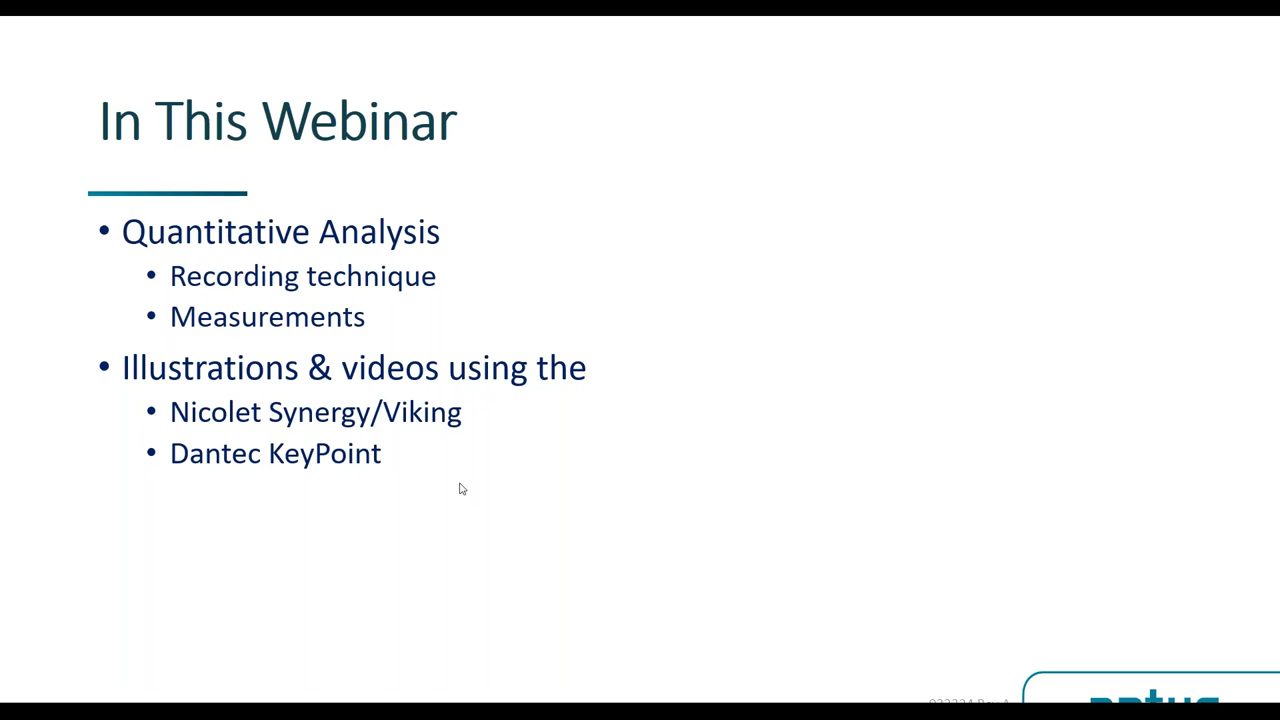 In This Webinar
• Quantitative Analysis
• Recording technique
• Measurements
• Illustrations & videos using the
• Nicolet Synergy/Viking
• Dantec KeyPoint